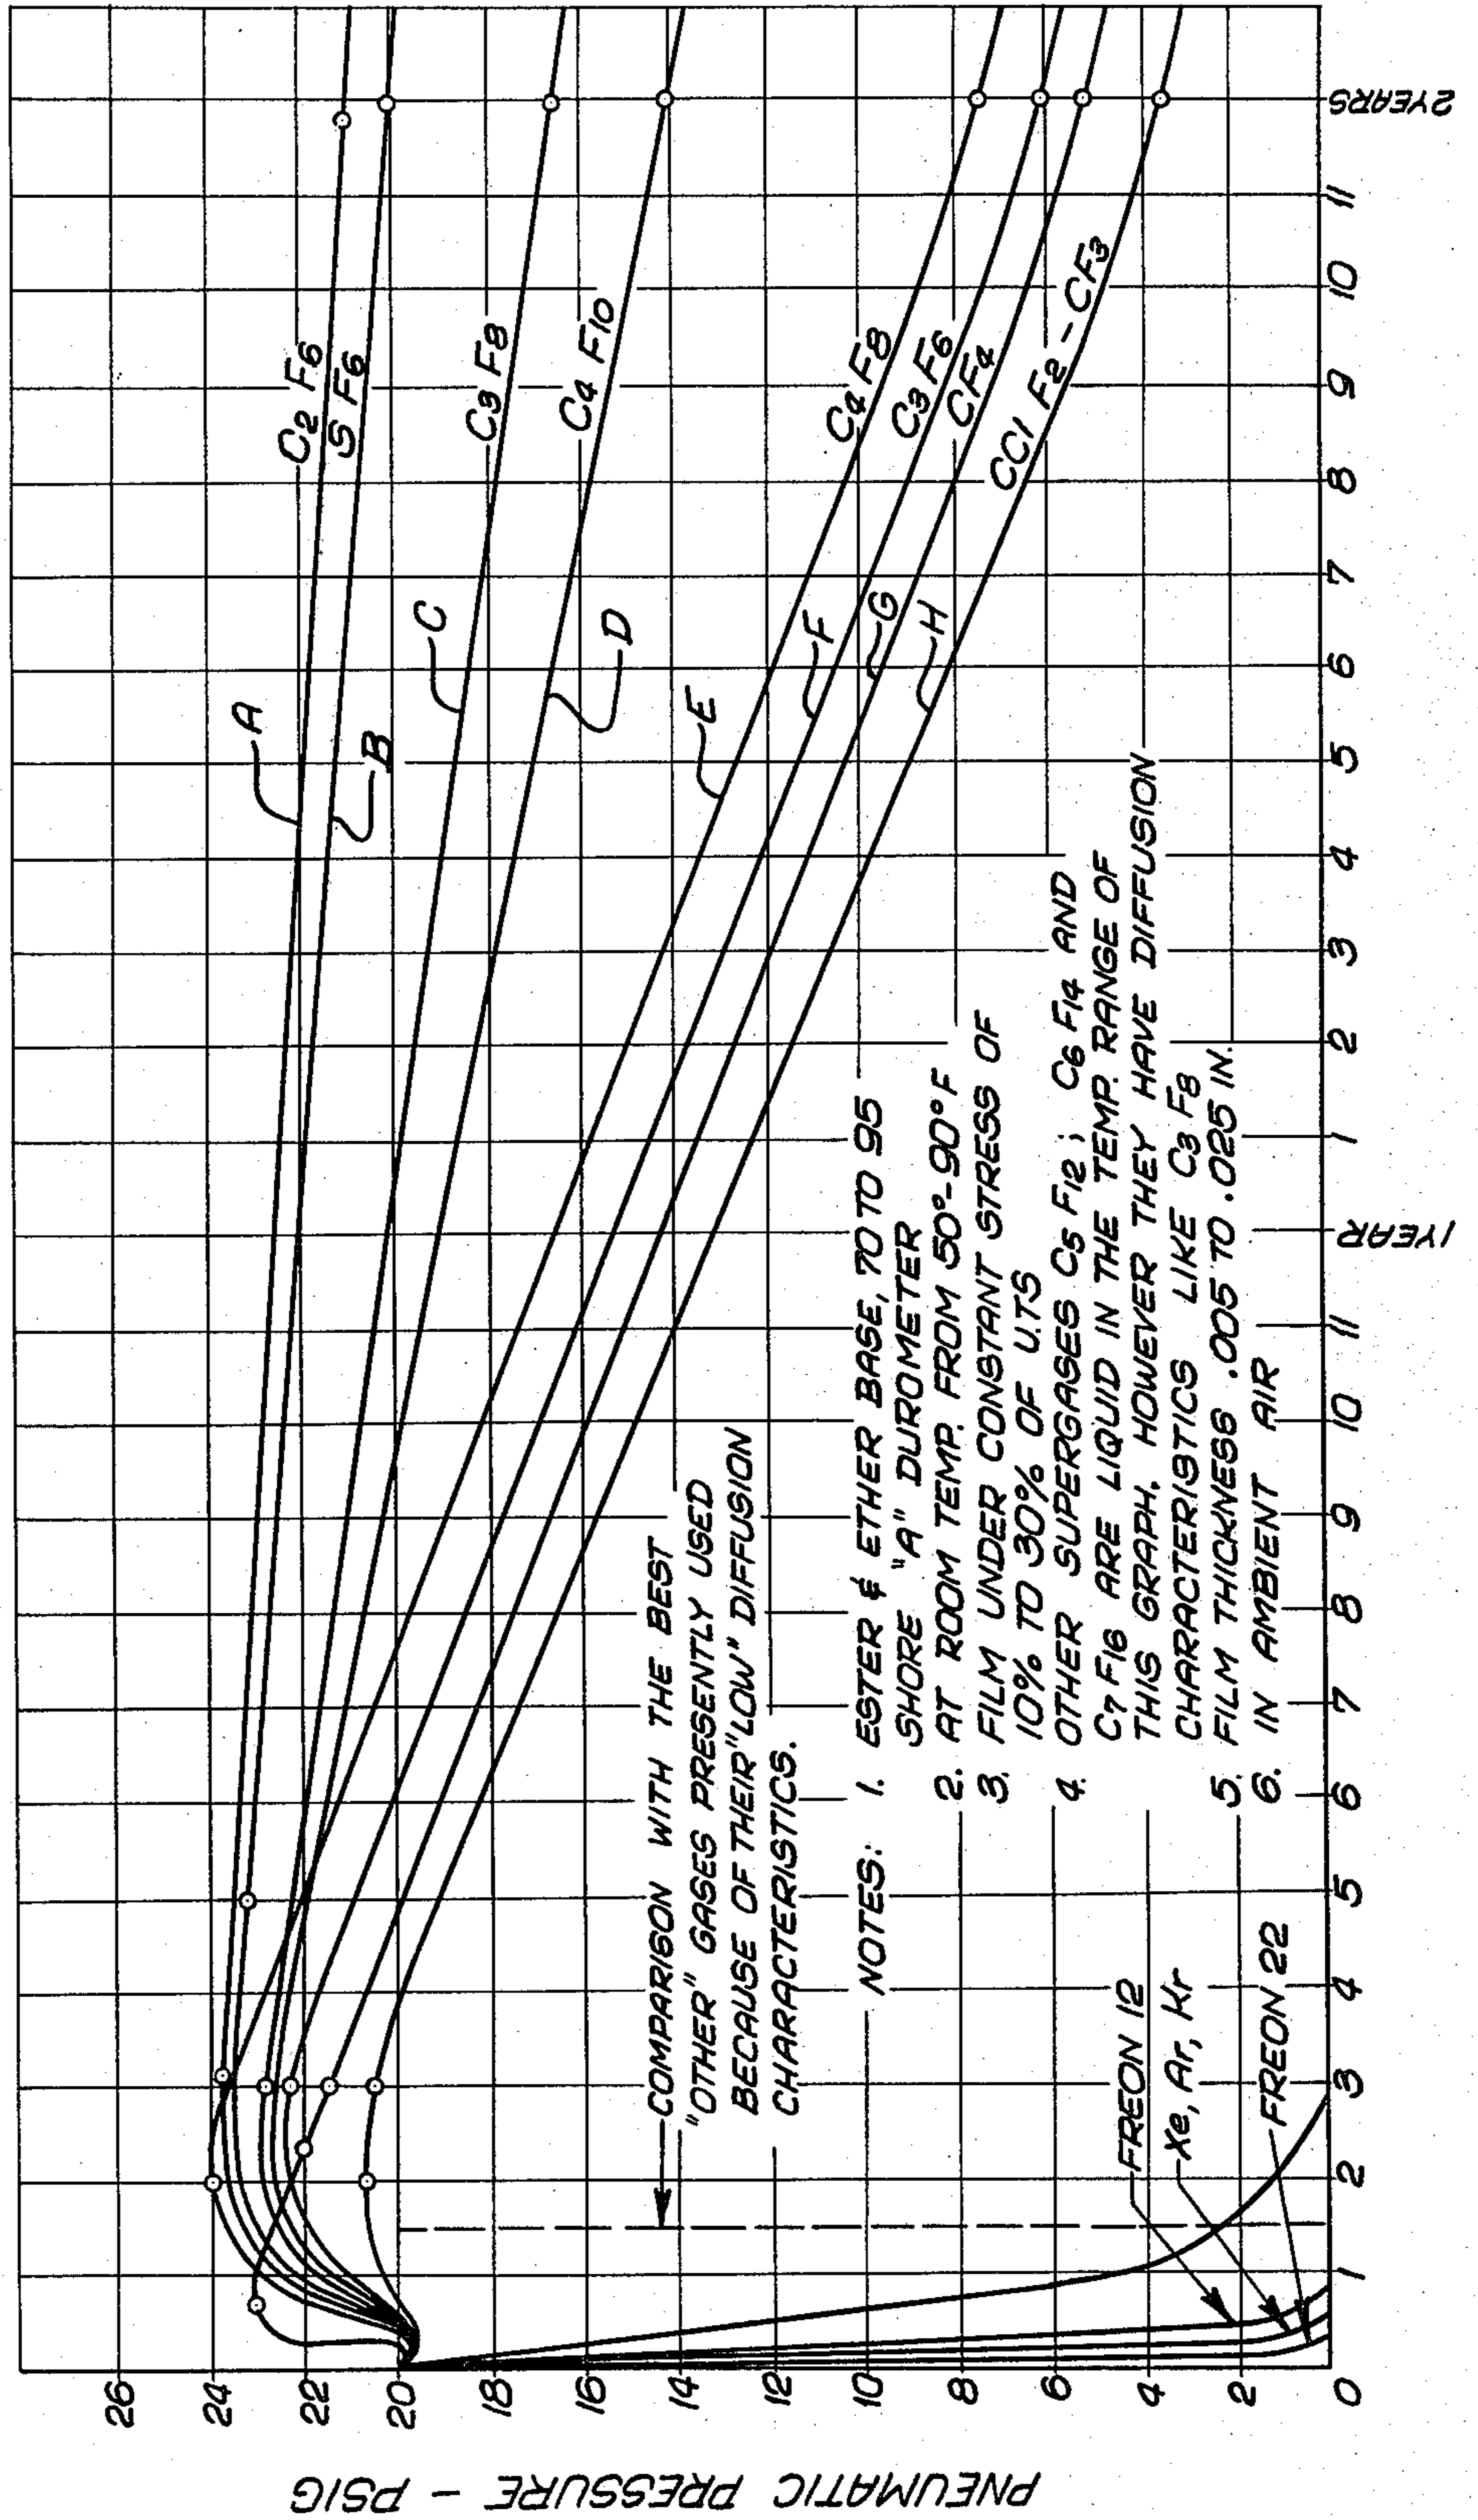 PNEUMATIC PRESSURE - PSIG
26
24
22
20
18
16
14
12
10
8
6
4
2
0
A
B
C
D
E
F
G
H
C2 F6
S F6
C3 F8
C4 F10
C4 F8
C3 F6
CF4
CCl F2 - CF3
COMPARISON WITH THE BEST
"OTHER" GASES PRESENTLY USED
BECAUSE OF THEIR "LOW" DIFFUSION
CHARACTERISTICS.
NOTES: 1. ESTER & ETHER BASE, 70 TO 95
SHORE "A" DUROMETER
2. AT ROOM TEMP. FROM 50°-90°F
3. FILM UNDER CONSTANT STRESS OF
10% TO 30% OF U.T.S
4. OTHER SUPERGASES C5 F12 ; C6 F14 AND
C7 F16 ARE LIQUID IN THE TEMP. RANGE OF
THIS GRAPH, HOWEVER THEY HAVE DIFFUSION
CHARACTERISTICS LIKE C3 F8
5. FILM THICKNESS .005 TO .025 IN.
6. IN AMBIENT AIR
FREON 12
Xe, Ar, Kr
FREON 22
1 2 3 4 5 6 7 8 9 10 11 1YEAR 1 2 3 4 5 6 7 8 9 10 11 2YEARS